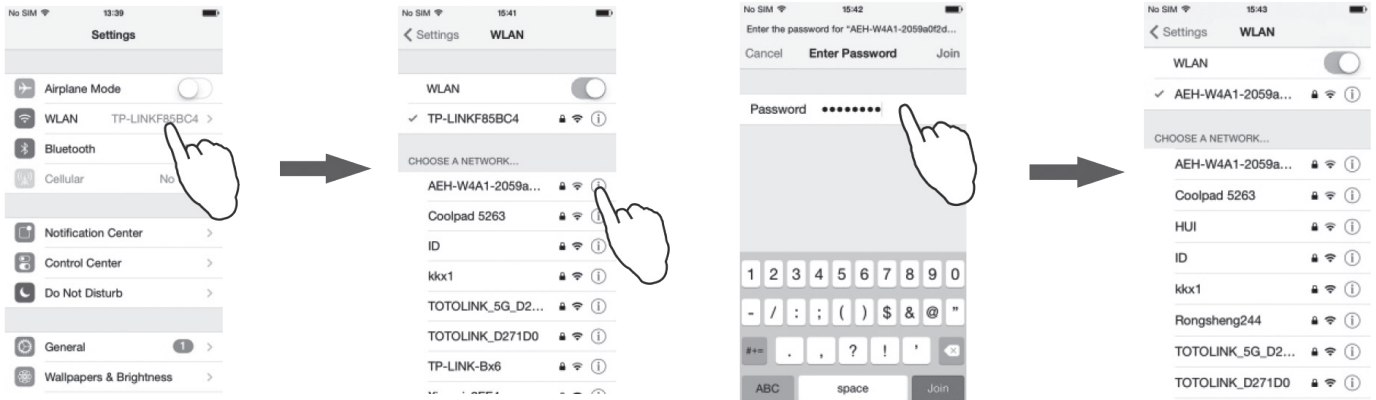 No SIM 13:39
Settings
Airplane Mode
WLAN TP-LINKF85BC4
Bluetooth
Cellular No
Notification Center
Control Center
Do Not Disturb
General 1
Wallpapers & Brightness
No SIM 15:41
Settings WLAN
WLAN
TP-LINKF85BC4
CHOOSE A NETWORK...
AEH-W4A1-2059a...
Coolpad 5263
ID
kkx1
TOTOLINK_5G_D2...
TOTOLINK_D271D0
TP-LINK-Bx6
No SIM 15:42
Enter the password for "AEH-W4A1-2059a0f2d...
Cancel Enter Password Join
Password ••••••••
1 2 3 4 5 6 7 8 9 0
- / : ; ( ) $ & @ "
#+= . , ? ! '
ABC space Join
No SIM 15:43
Settings WLAN
WLAN
AEH-W4A1-2059a...
CHOOSE A NETWORK...
AEH-W4A1-2059a...
Coolpad 5263
HUI
ID
kkx1
Rongsheng244
TOTOLINK_5G_D2...
TOTOLINK_D271D0